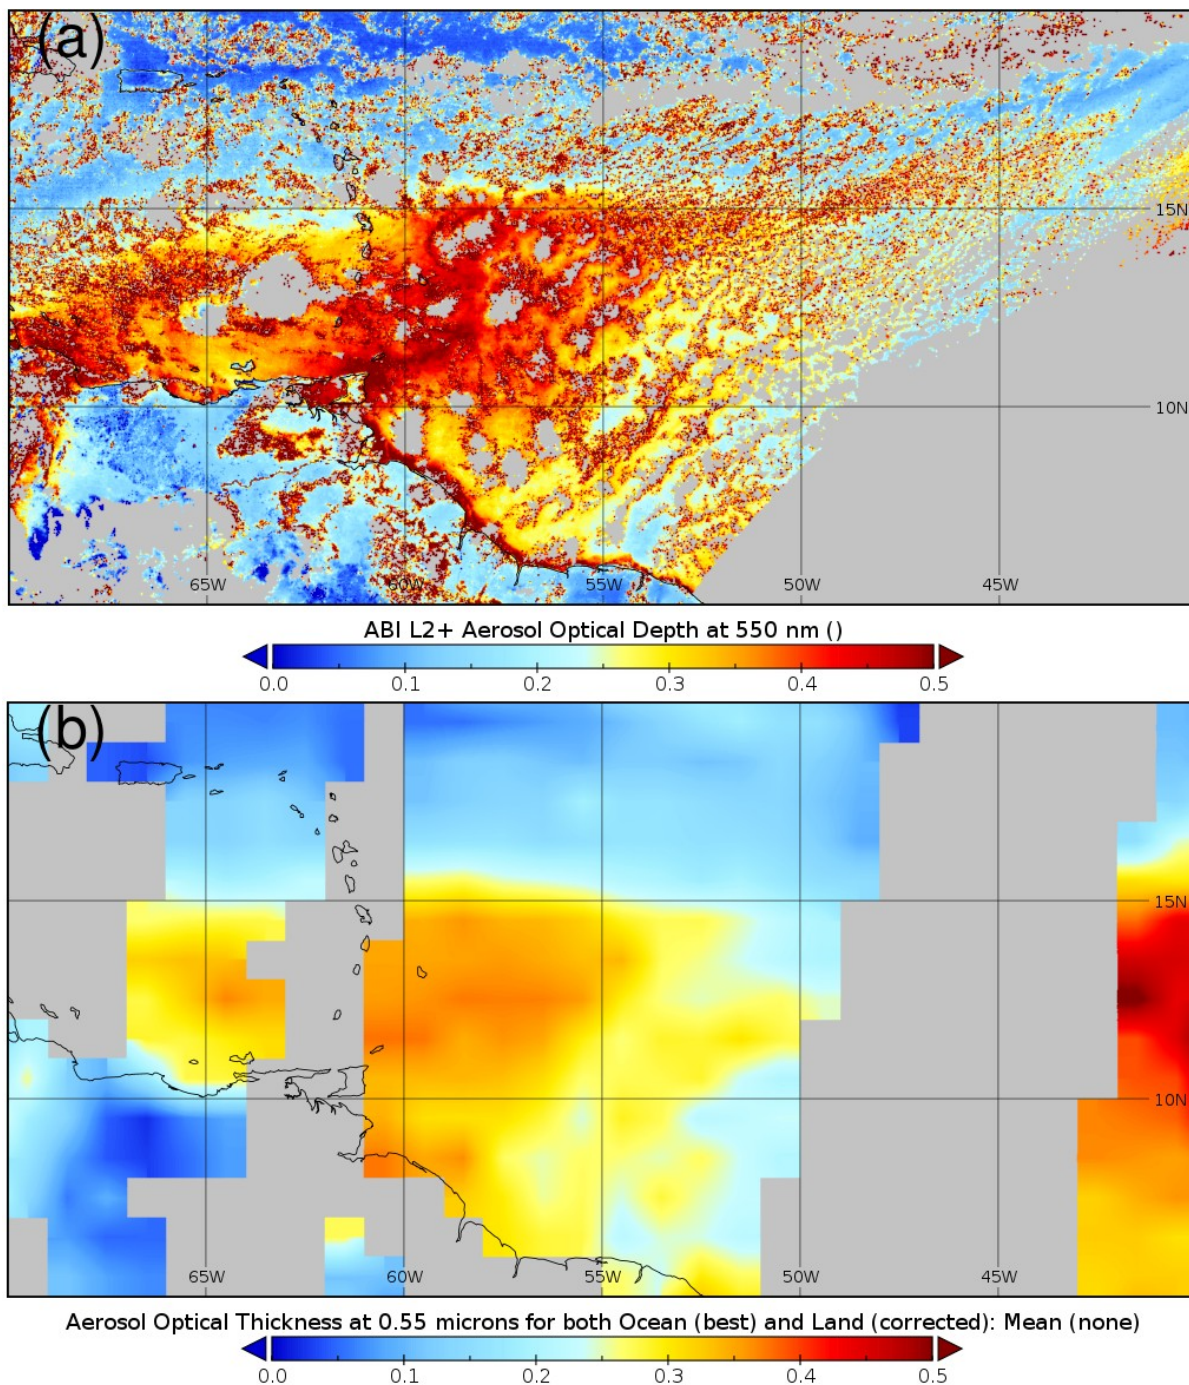 (a)
15N
10N
65W 60W 55W 50W 45W
ABI L2+ Aerosol Optical Depth at 550 nm ()
0.0 0.1 0.2 0.3 0.4 0.5
(b)
15N
10N
65W 60W 55W 50W 45W
Aerosol Optical Thickness at 0.55 microns for both Ocean (best) and Land (corrected): Mean (none)
0.0 0.1 0.2 0.3 0.4 0.5